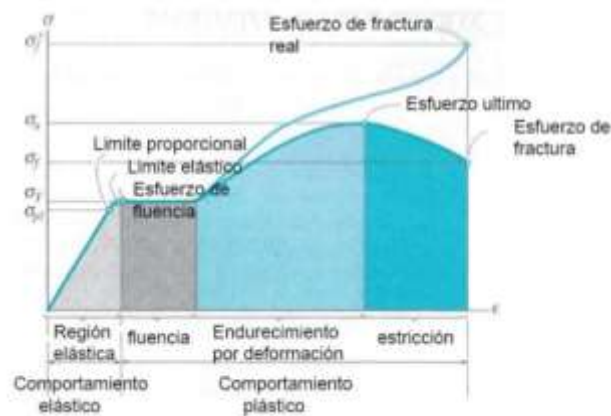 σ
Esfuerzo de fractura
real
σ'f
Esfuerzo ultimo
σu
Esfuerzo de
fractura
Limite proporcional
Limite elástico
σf
Esfuerzo de
fluencia
σY
σpl
ϵ
Región
elástica
fluencia
Endurecimiento
por deformación
estricción
Comportamiento
elástico
Comportamiento
plástico